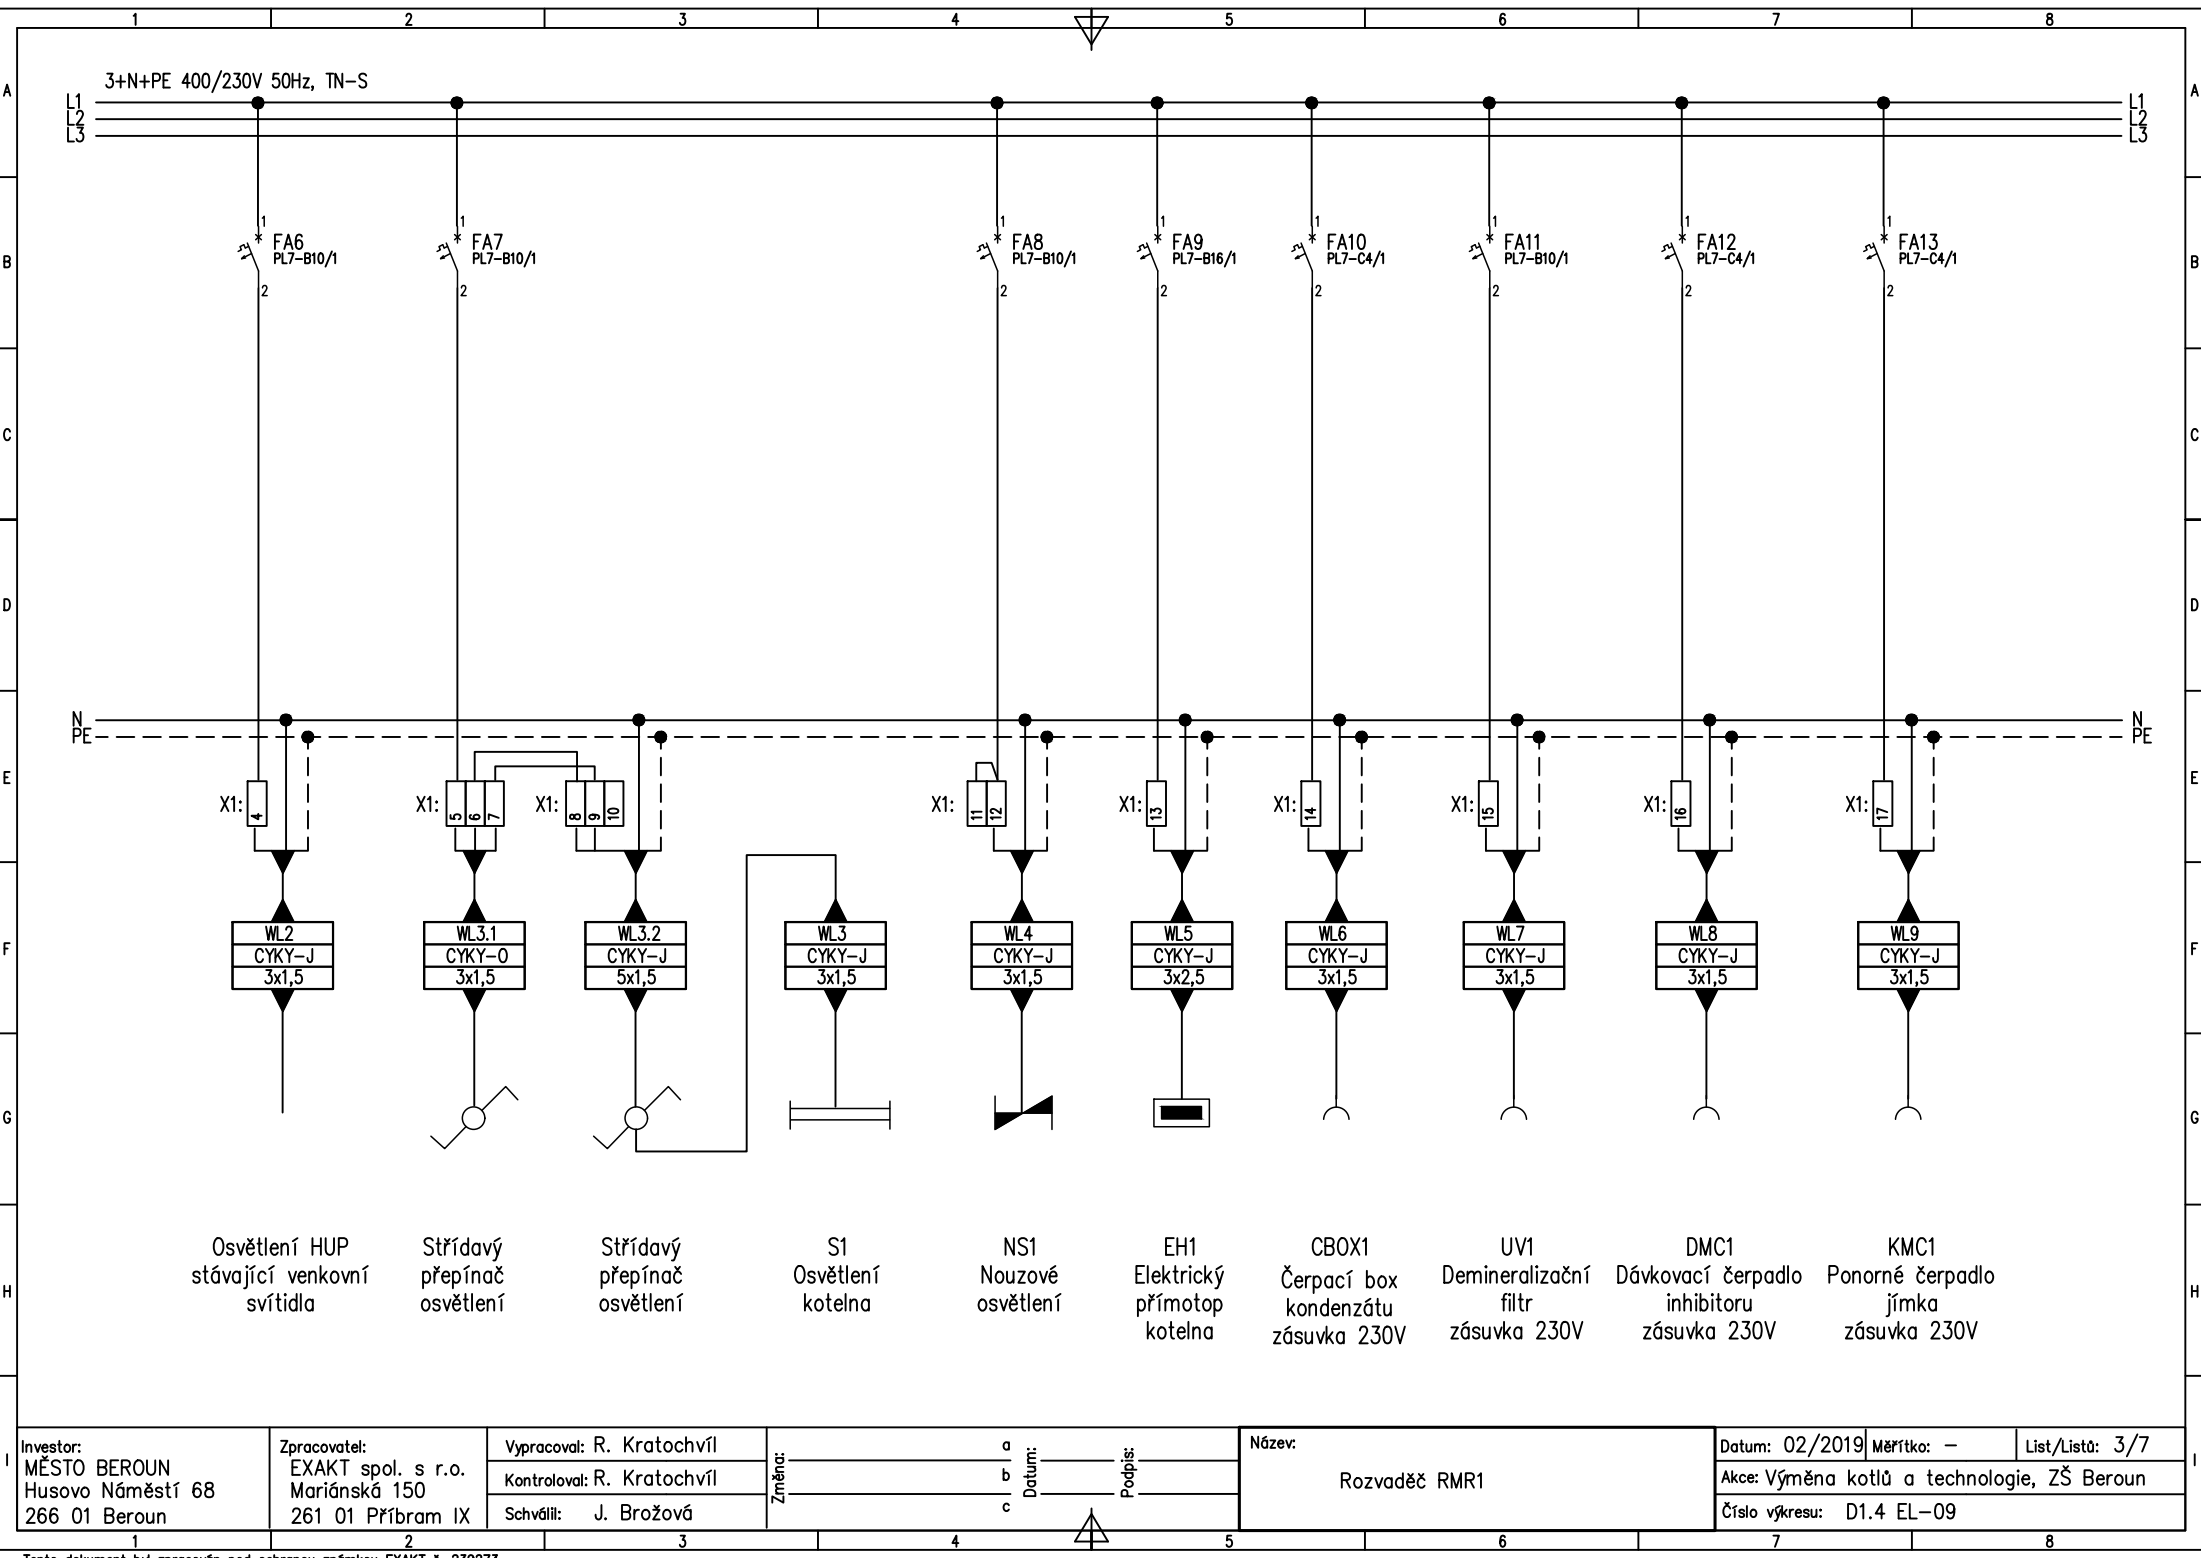 1 2 3 4 5 6 7 8
3+N+PE 400/230V 50Hz, TN-S
A A
L1 L1
L2 L2
L3 L3
1 1 1 1 1 1 1 1
FA6 FA7 FA8 FA9 FA10 FA11 FA12 FA13
PL7-B10/1 PL7-B10/1 PL7-B10/1 PL7-B16/1 PL7-C4/1 PL7-B10/1 PL7-C4/1 PL7-C4/1
B B
2 2 2 2 2 2 2 2
C C
D D
N N
PE PE
E E
X1: 4 X1: 5 6 7 X1: 8 9 10 X1: 11 12 X1: 13 X1: 14 X1: 15 X1: 16 X1: 17
WL2 WL3.1 WL3.2 WL3 WL4 WL5 WL6 WL7 WL8 WL9
F CYKY-J CYKY-O CYKY-J CYKY-J CYKY-J CYKY-J CYKY-J CYKY-J CYKY-J CYKY-J F
3x1,5 3x1,5 5x1,5 3x1,5 3x1,5 3x2,5 3x1,5 3x1,5 3x1,5 3x1,5
G G
H H
Osvětlení HUP
stávající venkovní
svítidla
Střídavý
přepínač
osvětlení
Střídavý
přepínač
osvětlení
S1
Osvětlení
kotelna
NS1
Nouzové
osvětlení
EH1
Elektrický
přímotop
kotelna
CBOX1
Čerpací box
kondenzátu
zásuvka 230V
UV1
Demineralizační
filtr
zásuvka 230V
DMC1
Dávkovací čerpadlo
inhibitoru
zásuvka 230V
KMC1
Ponorné čerpadlo
jímka
zásuvka 230V
I I
Investor:
MĚSTO BEROUN
Husovo Náměstí 68
266 01 Beroun
Zpracovatel:
EXAKT spol. s r.o.
Mariánská 150
261 01 Příbram IX
Vypracoval: R. Kratochvíl
Kontroloval: R. Kratochvíl
Schválil: J. Brožová
Změna:
a
b
c
Datum:
Podpis:
Název:
Rozvaděč RMR1
Datum: 02/2019 Měřítko: – List/Listů: 3/7
Akce: Výměna kotlů a technologie, ZŠ Beroun
Číslo výkresu: D1.4 EL-09
1 2 3 4 5 6 7 8